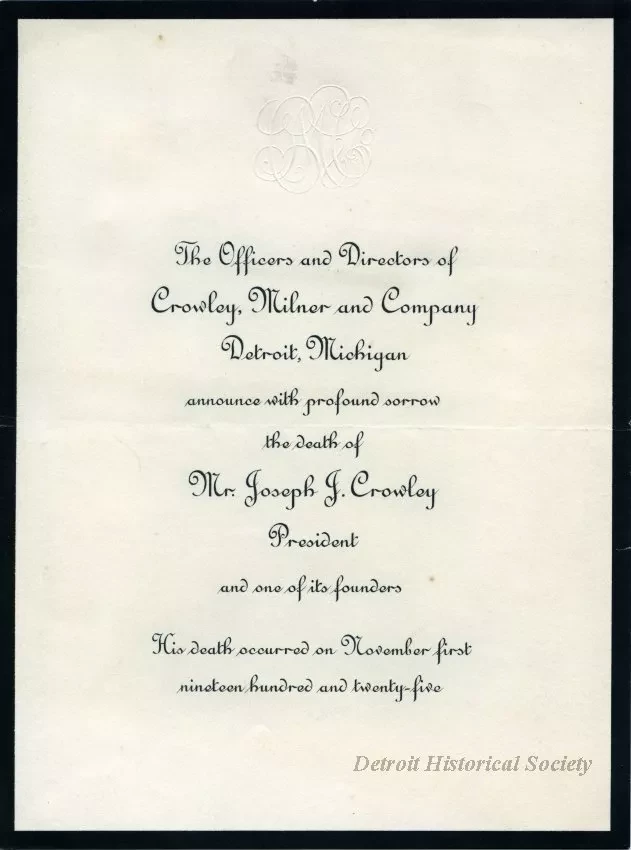 The Officers and Directors of
Crowley, Milner and Company
Detroit, Michigan
announce with profound sorrow
the death of
Mr. Joseph J. Crowley
President
and one of its founders
His death occurred on November first
nineteen hundred and twenty-five
Detroit Historical Society